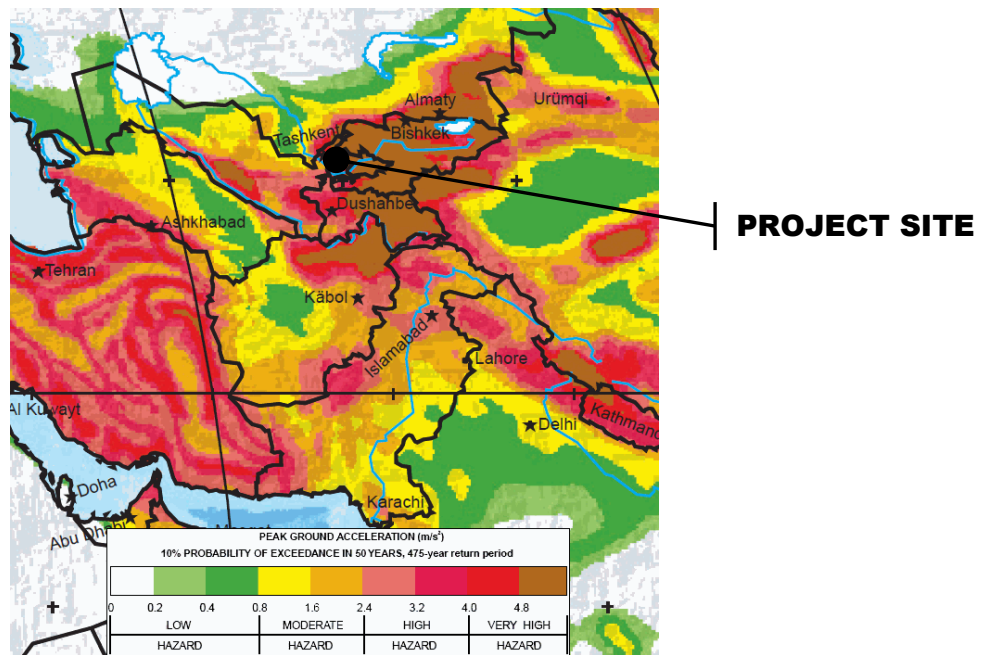 Almaty
Urümqi
Tashkent
Bishkek
Dushanbe
PROJECT SITE
Ashkhabad
Tehran
Käbol
Islamabad
Lahore
Al Kuwayt
Kathmand
Delhi
Doha
Karachi
Abu Dhabi
PEAK GROUND ACCELERATION (m/s²)
10% PROBABILITY OF EXCEEDANCE IN 50 YEARS, 475-year return period
0 0.2 0.4 0.8 1.6 2.4 3.2 4.0 4.8
LOW MODERATE HIGH VERY HIGH
HAZARD HAZARD HAZARD HAZARD